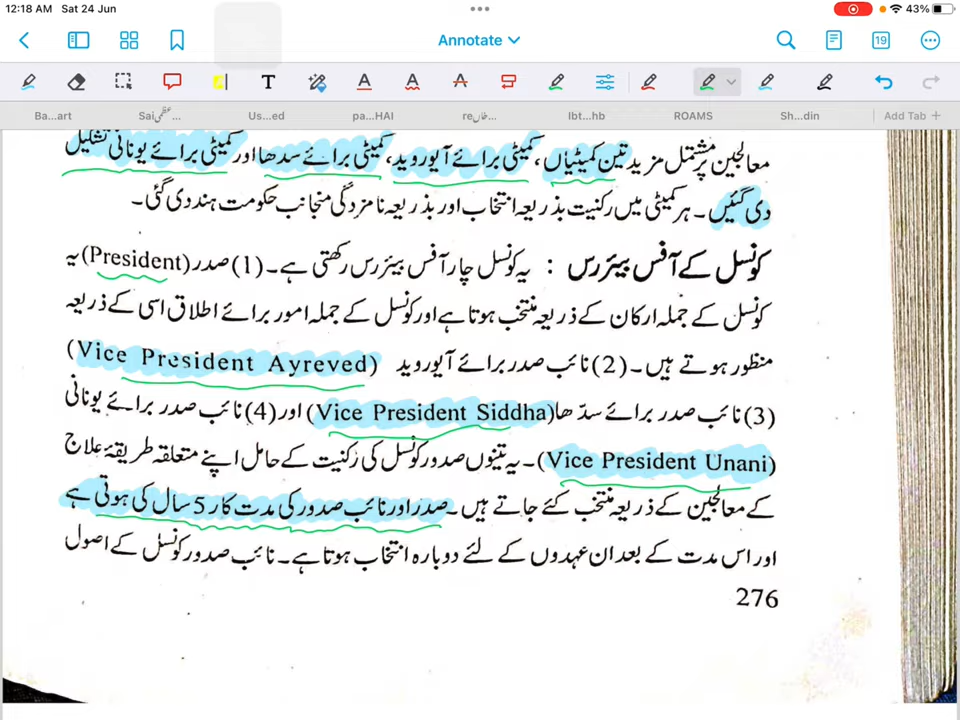 12:18 AM Sat 24 Jun
43%
Annotate
19
T A A A
Ba...art
Sai عظمی...
Us...ed
pa...HAI
re خان...
Ibt...hb
ROAMS
Sh...din
Add Tab +
معالجین پر مشتمل مزید تین کمیٹیاں، کمیٹی برائے آیوروید، کمیٹی برائے سدھا اور کمیٹی برائے یونانی تشکیل
دی گئیں۔ ہر کمیٹی میں رکنیت بذریعہ انتخاب اور بذریعہ نامزدگی منجانب حکومت ہند دی گئی۔
کونسل کے آفس بیئررس : یہ کونسل چار آفس بیئررس رکھتی ہے۔ (1) صدر (President) یہ
کونسل کے جملہ ارکان کے ذریعہ منتخب ہوتا ہے اور کونسل کے جملہ امور برائے اطلاق اسی کے ذریعہ
منظور ہوتے ہیں۔ (2) نائب صدر برائے آیوروید (Vice President Ayreved)
(3) نائب صدر برائے سدّھا (Vice President Siddha) اور (4) نائب صدر برائے یونانی
(Vice President Unani)۔ یہ تینوں صدور کونسل کی رکنیت کے حامل اپنے متعلقہ طریقۂ علاج
کے معالجین کے ذریعہ منتخب کئے جاتے ہیں۔ صدر اور نائب صدور کی مدت کار 5 سال کی ہوتی ہے
اور اس مدت کے بعد ان عہدوں کے لئے دوبارہ انتخاب ہوتا ہے۔ نائب صدور کونسل کے اصول
276